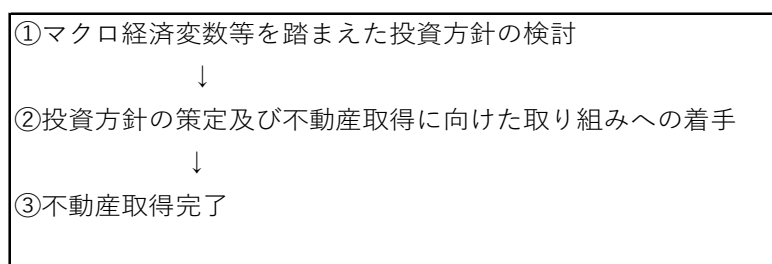 ①マクロ経済変数等を踏まえた投資方針の検討
↓
②投資方針の策定及び不動産取得に向けた取り組みへの着手
↓
③不動産取得完了